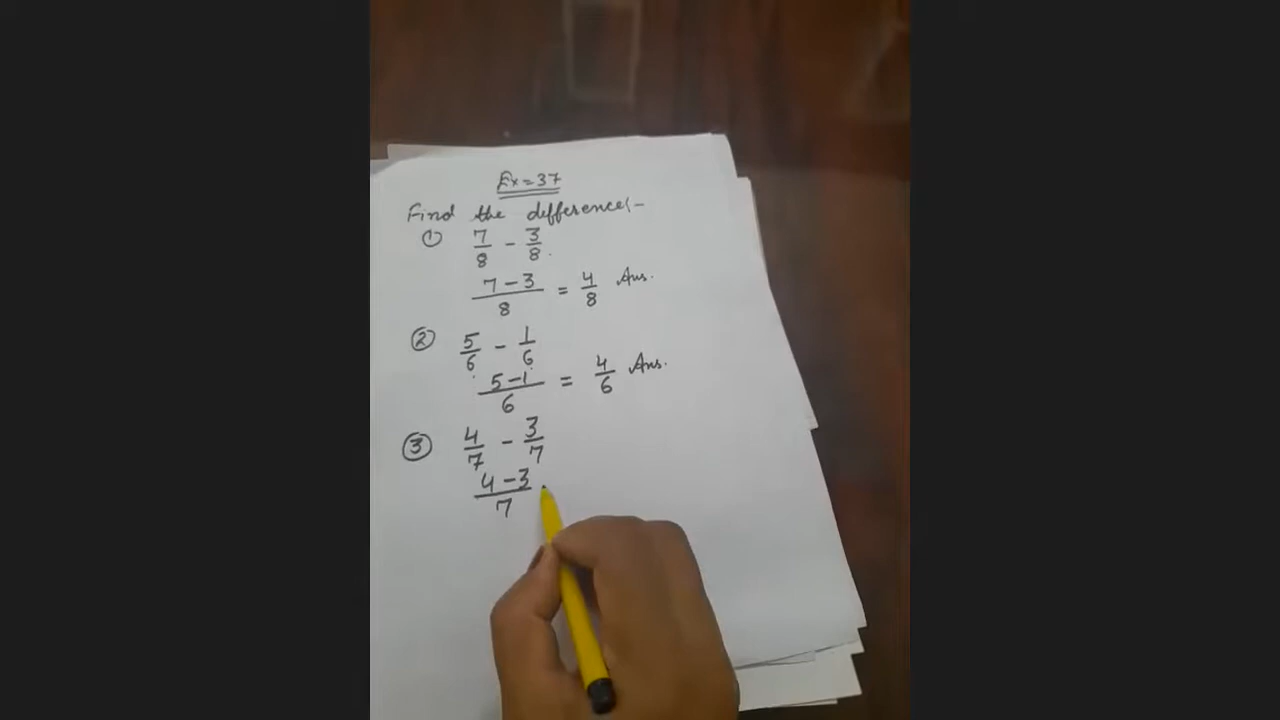 Ex = 37
Find the difference :-
① 7/8 - 3/8 .
7 - 3/8 = 4/8 Ans.
② 5/6 - 1/6
5 - 1/6 = 4/6 Ans.
③ 4/7 - 3/7
4 - 3/7